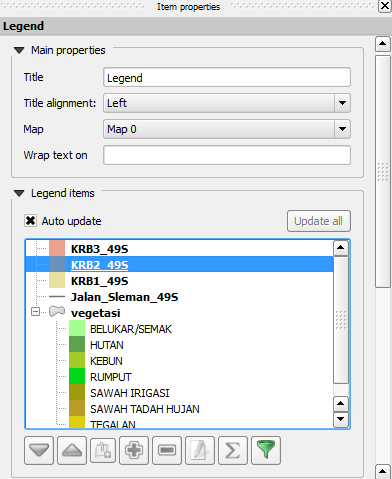 Item properties
Legend
Main properties
Title
Legend
Title alignment:
Left
Map
Map 0
Wrap text on
Legend items
Auto update
Update all
KRB3_49S
KRB2_49S
KRB1_49S
Jalan_Sleman_49S
vegetasi
BELUKAR/SEMAK
HUTAN
KEBUN
RUMPUT
SAWAH IRIGASI
SAWAH TADAH HUJAN
TEGALAN
Σ